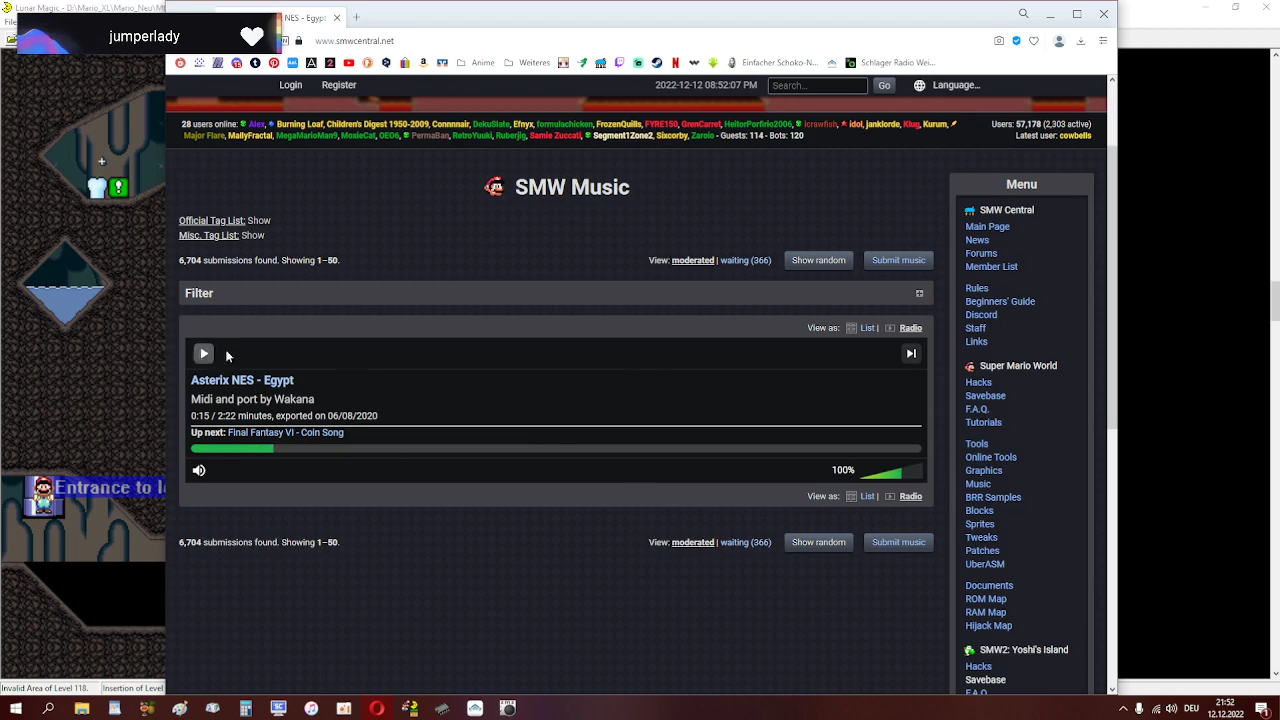 Lunar Magic - D:\Mario_XL\Mario_Neu\M
NES - Egypt
jumperlady
www.smwcentral.net
Anime
Weiteres
Einfacher Schoko-N...
Schlager Radio Wei...
Login Register 2022-12-12 08:52:07 PM Search... Go Language...
28 users online: Alex, Burning Loaf, Children's Digest 1950-2009, Connnnair, DekuSlate, Efnyx, formulachicken, FrozenQuills, FYRE150, GrenCarret, HeitorPorfirio2006, icrawfish, idol, janklorde, Klug, Kurum,
Major Flare, MallyFractal, MegaMarioMan9, MoxieCat, OEO6, PermaBan, RetroYuuki, Ruberjig, Samie Zuccati, Segment1Zone2, Sixcorby, Zarolo - Guests: 114 - Bots: 120
Users: 57,178 (2,303 active)
Latest user: cowbells
SMW Music
Official Tag List: Show
Misc. Tag List: Show
6,704 submissions found. Showing 1–50.
View: moderated | waiting (366) Show random Submit music
Filter
View as: List | Radio
Asterix NES - Egypt
Midi and port by Wakana
0:15 / 2:22 minutes, exported on 06/08/2020
Up next: Final Fantasy VI - Coin Song
100%
View as: List | Radio
6,704 submissions found. Showing 1–50.
View: moderated | waiting (366) Show random Submit music
Menu
SMW Central
Main Page
News
Forums
Member List
Rules
Beginners' Guide
Discord
Staff
Links
Super Mario World
Hacks
Savebase
F.A.Q.
Tutorials
Tools
Online Tools
Graphics
Music
BRR Samples
Blocks
Sprites
Tweaks
Patches
UberASM
Documents
ROM Map
RAM Map
Hijack Map
SMW2: Yoshi's Island
Hacks
Savebase
F.A.Q.
Entrance to l
Invalid Area of Level 118. Insertion of Level
DEU
21:52
12.12.2022